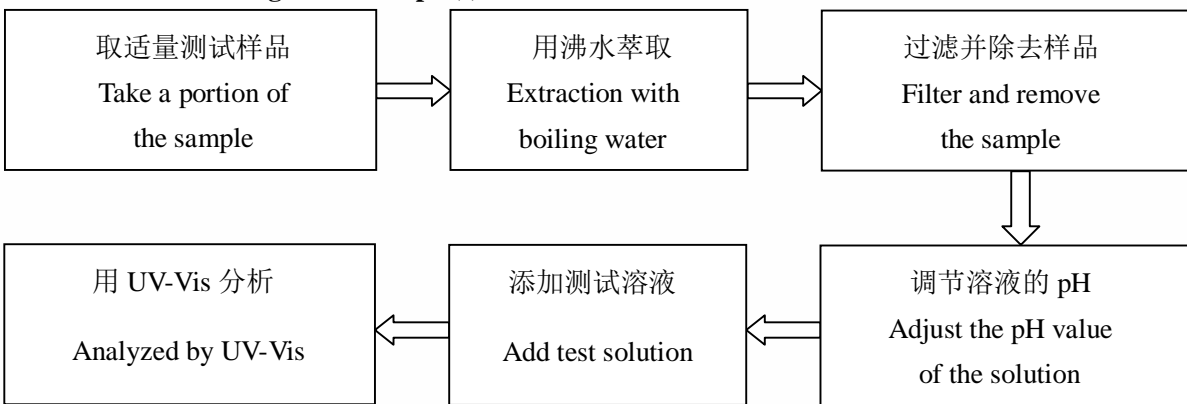 取适量测试样品
Take a portion of
the sample
用沸水萃取
Extraction with
boiling water
过滤并除去样品
Filter and remove
the sample
调节溶液的 pH
Adjust the pH value
of the solution
添加测试溶液
Add test solution
用 UV-Vis 分析
Analyzed by UV-Vis